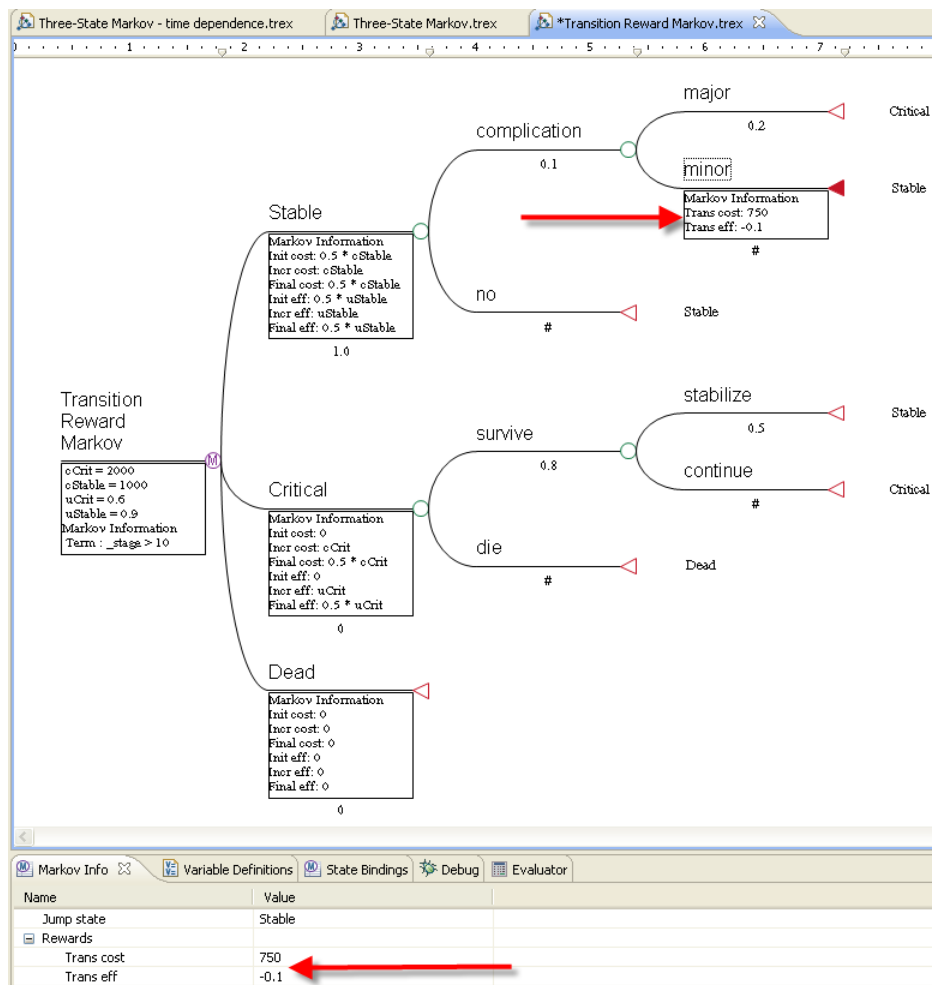 Three-State Markov - time dependence.trex
Three-State Markov.trex
*Transition Reward Markov.trex
1 2 3 4 5 6 7
major
0.2
Critical
complication
0.1
minor
Markov Information
Trans cost: 750
Trans eff: -0.1
#
Stable
Stable
Markov Information
Init cost: 0.5 * cStable
Incr cost: cStable
Final cost: 0.5 * cStable
Init eff: 0.5 * uStable
Incr eff: uStable
Final eff: 0.5 * uStable
1.0
no
#
Stable
Transition
Reward
Markov
M
cCrit = 2000
cStable = 1000
uCrit = 0.6
uStable = 0.9
Markov Information
Term : _stage > 10
stabilize
0.5
Stable
survive
0.8
continue
#
Critical
Critical
Markov Information
Init cost: 0
Incr cost: cCrit
Final cost: 0.5 * cCrit
Init eff: 0
Incr eff: uCrit
Final eff: 0.5 * uCrit
0
die
#
Dead
Dead
Markov Information
Init cost: 0
Incr cost: 0
Final cost: 0
Init eff: 0
Incr eff: 0
Final eff: 0
0
Markov Info
Variable Definitions
State Bindings
Debug
Evaluator
Name Value
Jump state Stable
Rewards
Trans cost 750
Trans eff -0.1